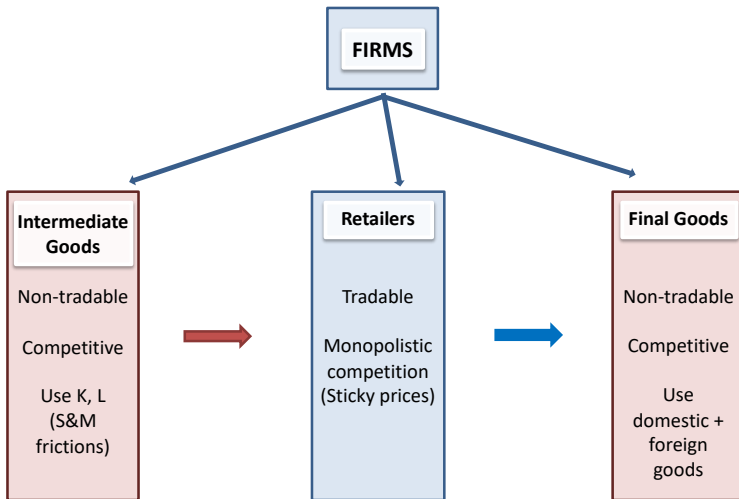 FIRMS
Intermediate
Goods
Non-tradable
Competitive
Use K, L
(S&M
frictions)
Retailers
Tradable
Monopolistic
competition
(Sticky prices)
Final Goods
Non-tradable
Competitive
Use
domestic +
foreign
goods